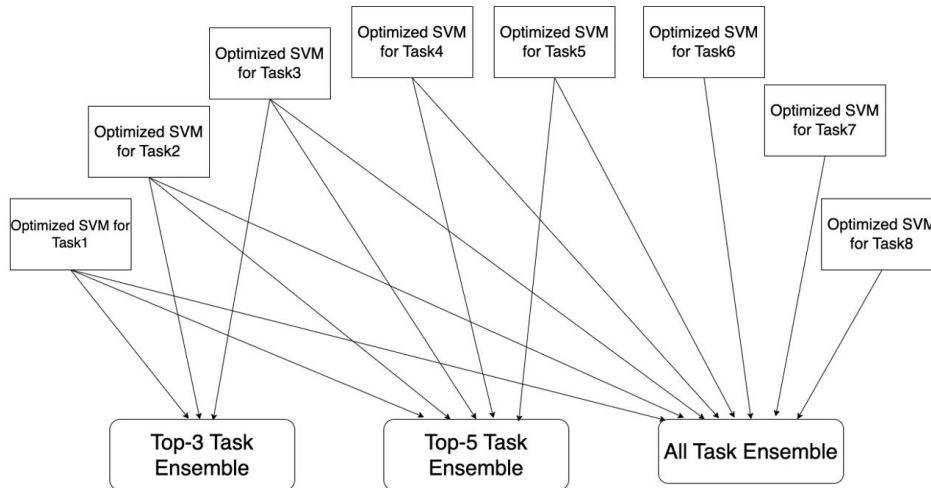 Optimized SVM
for Task1
Optimized SVM
for Task2
Optimized SVM
for Task3
Optimized SVM
for Task4
Optimized SVM
for Task5
Optimized SVM
for Task6
Optimized SVM
for Task7
Optimized SVM
for Task8
Top-3 Task
Ensemble
Top-5 Task
Ensemble
All Task Ensemble